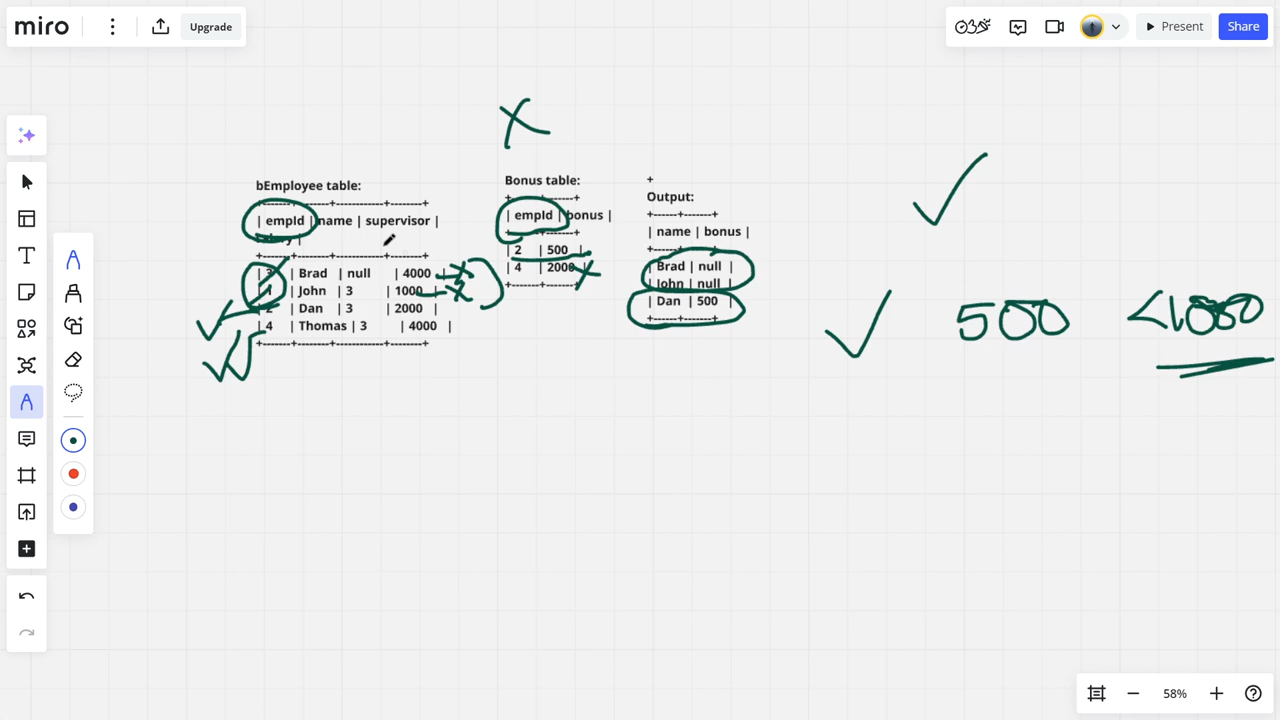 miro
Upgrade
Present
Share
bEmployee table:
+------+------+-----------+-------+
| empId | name | supervisor |
|
+------+------+-----------+-------+
| 3 | Brad | null | 4000 |
| John | 3 | 1000
| 2 | Dan | 3 | 2000 |
| 4 | Thomas | 3 | 4000 |
+------+------+-----------+-------+
Bonus table:
+------+-------+
| empId | bonus |
+------+-------+
| 2 | 500 |
| 4 | 2000 |
+------+-------+
+
Output:
+------+-------+
| name | bonus |
+------+-------+
| Brad | null |
| John | null |
| Dan | 500 |
+------+-------+
500 <1000
58%